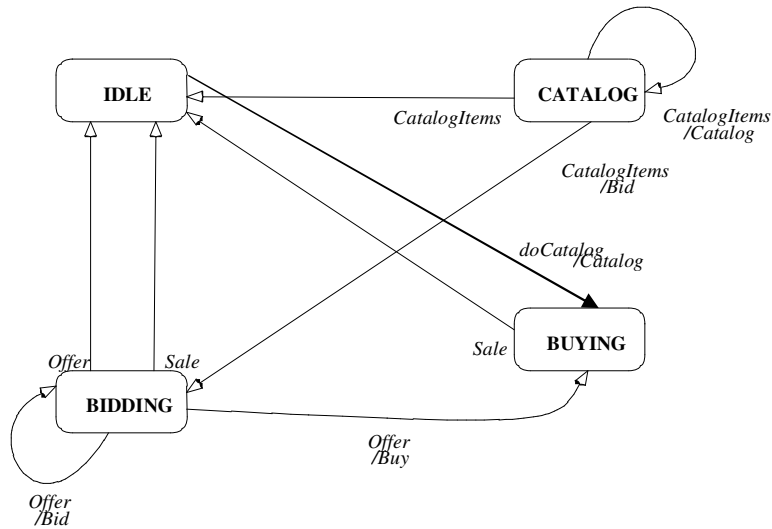 IDLE
CATALOG
CatalogItems
CatalogItems
/Catalog
CatalogItems
/Bid
doCatalog
/Catalog
BUYING
Sale
Offer
Sale
BIDDING
Offer
/Buy
Offer
/Bid